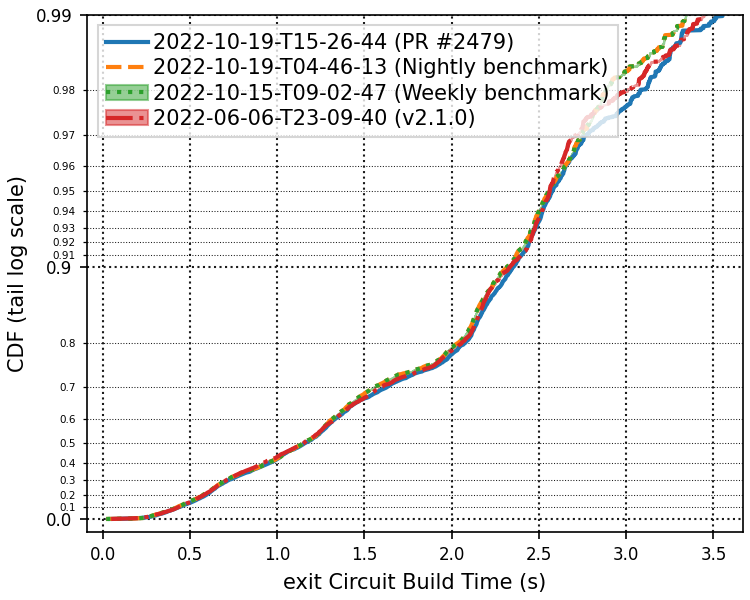 0.99
2022-10-19-T15-26-44 (PR #2479)
2022-10-19-T04-46-13 (Nightly benchmark)
2022-10-15-T09-02-47 (Weekly benchmark)
2022-06-06-T23-09-40 (v2.1.0)
0.98
0.97
0.96
0.95
0.94
0.93
0.92
0.91
0.9
0.8
0.7
0.6
0.5
0.4
0.3
0.2
0.1
0.0
CDF (tail log scale)
0.0 0.5 1.0 1.5 2.0 2.5 3.0 3.5
exit Circuit Build Time (s)